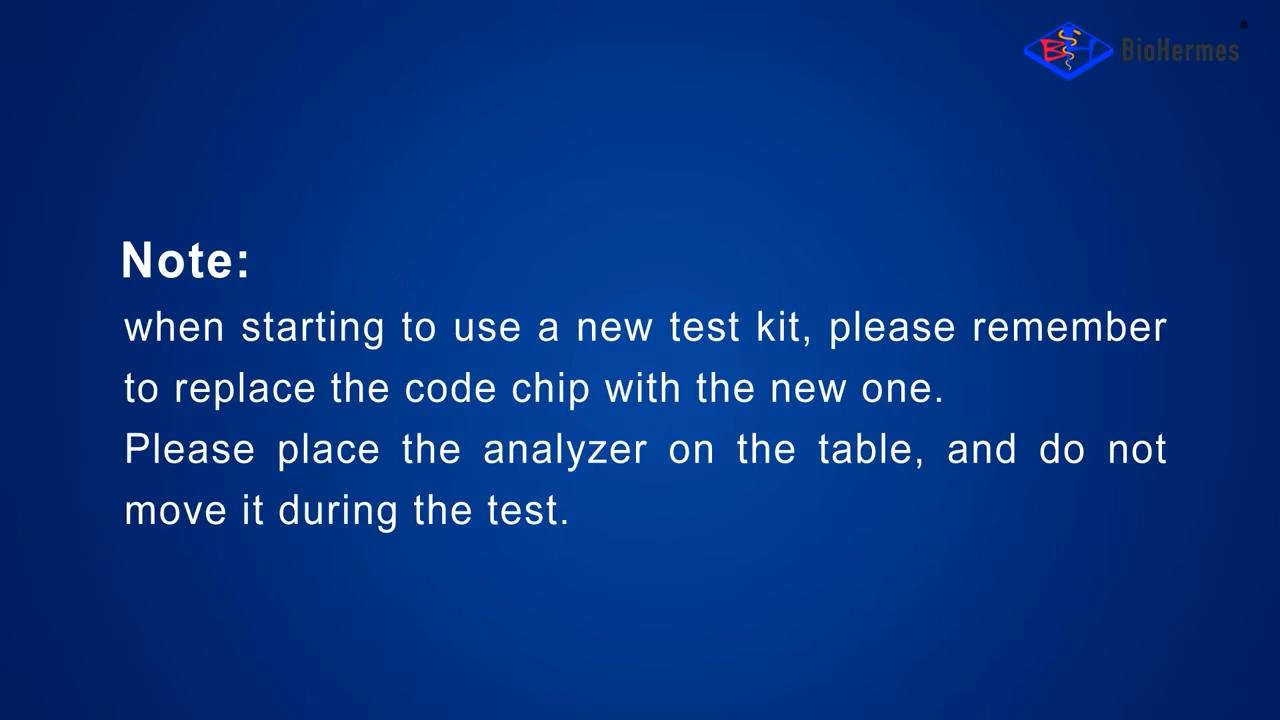 BioHermes
Note:
when starting to use a new test kit, please remember
to replace the code chip with the new one.
Please place the analyzer on the table, and do not
move it during the test.